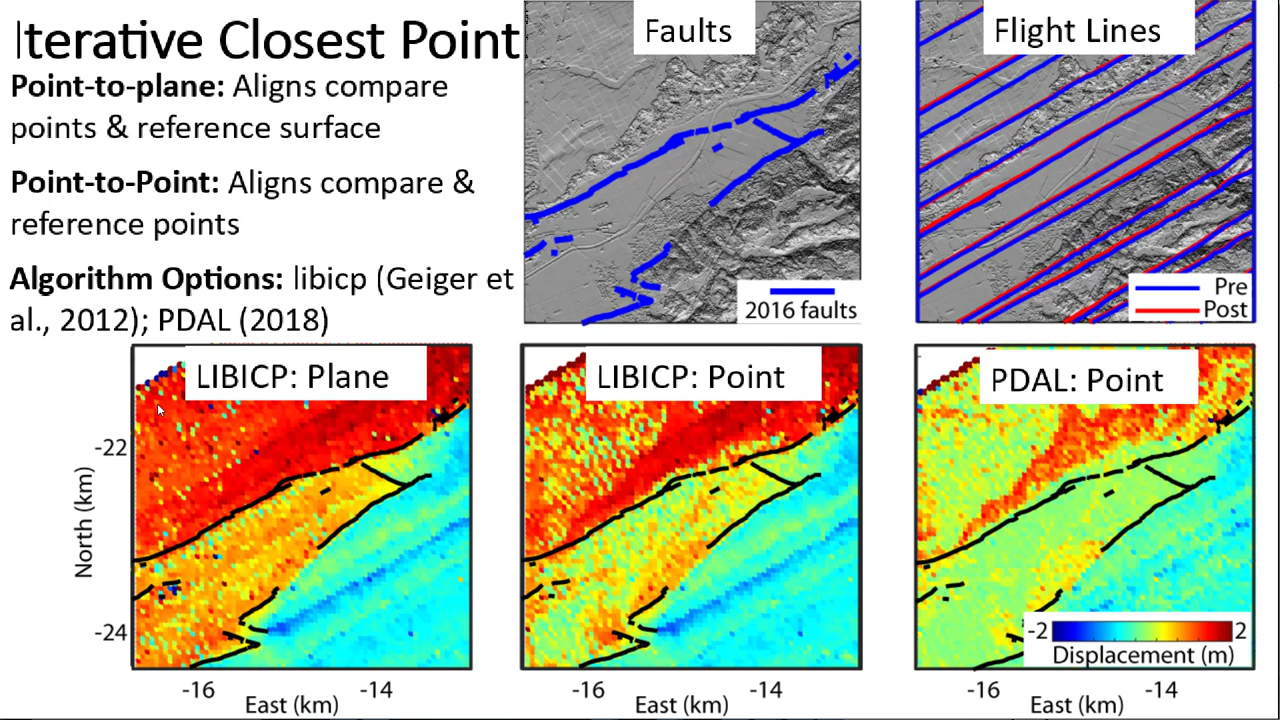 Iterative Closest Point
Point-to-plane: Aligns compare
points & reference surface
Point-to-Point: Aligns compare &
reference points
Algorithm Options: libicp (Geiger et
al., 2012); PDAL (2018)
Faults
2016 faults
Flight Lines
Pre
Post
LIBICP: Plane
LIBICP: Point
PDAL: Point
North (km)
-22
-24
-16 -14
East (km)
-16 -14
East (km)
-2 2
Displacement (m)
-16 -14
East (km)